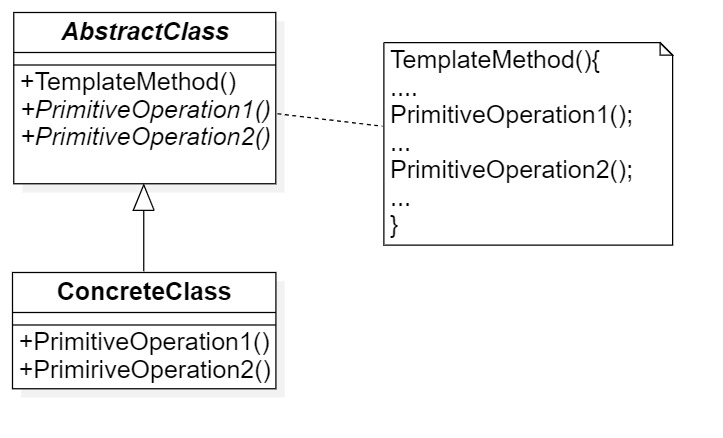 AbstractClass
+TemplateMethod()
+PrimitiveOperation1()
+PrimitiveOperation2()
TemplateMethod(){
....
PrimitiveOperation1();
...
PrimitiveOperation2();
...
}
ConcreteClass
+PrimitiveOperation1()
+PrimiriveOperation2()